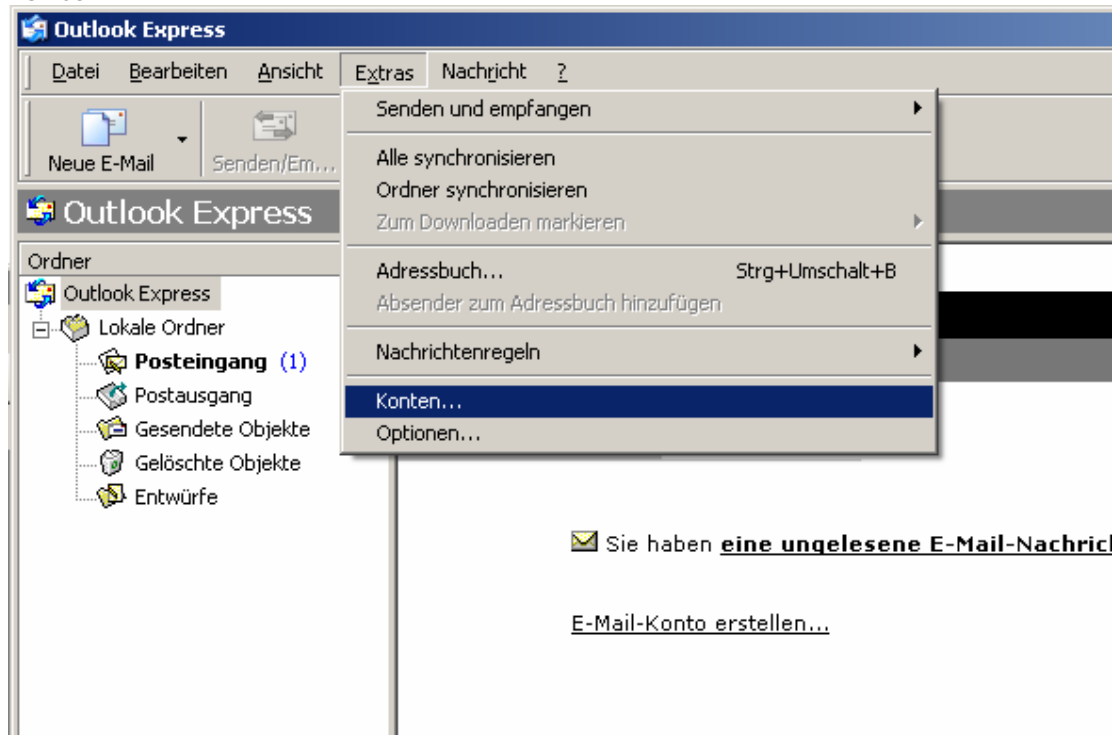 Outlook Express
Datei Bearbeiten Ansicht Extras Nachricht ?
Neue E-Mail Senden/Em...
Outlook Express
Senden und empfangen
Alle synchronisieren
Ordner synchronisieren
Zum Downloaden markieren
Adressbuch... Strg+Umschalt+B
Absender zum Adressbuch hinzufügen
Nachrichtenregeln
Konten...
Optionen...
Ordner
Outlook Express
Lokale Ordner
Posteingang (1)
Postausgang
Gesendete Objekte
Gelöschte Objekte
Entwürfe
Sie haben eine ungelesene E-Mail-Nachricl
E-Mail-Konto erstellen...